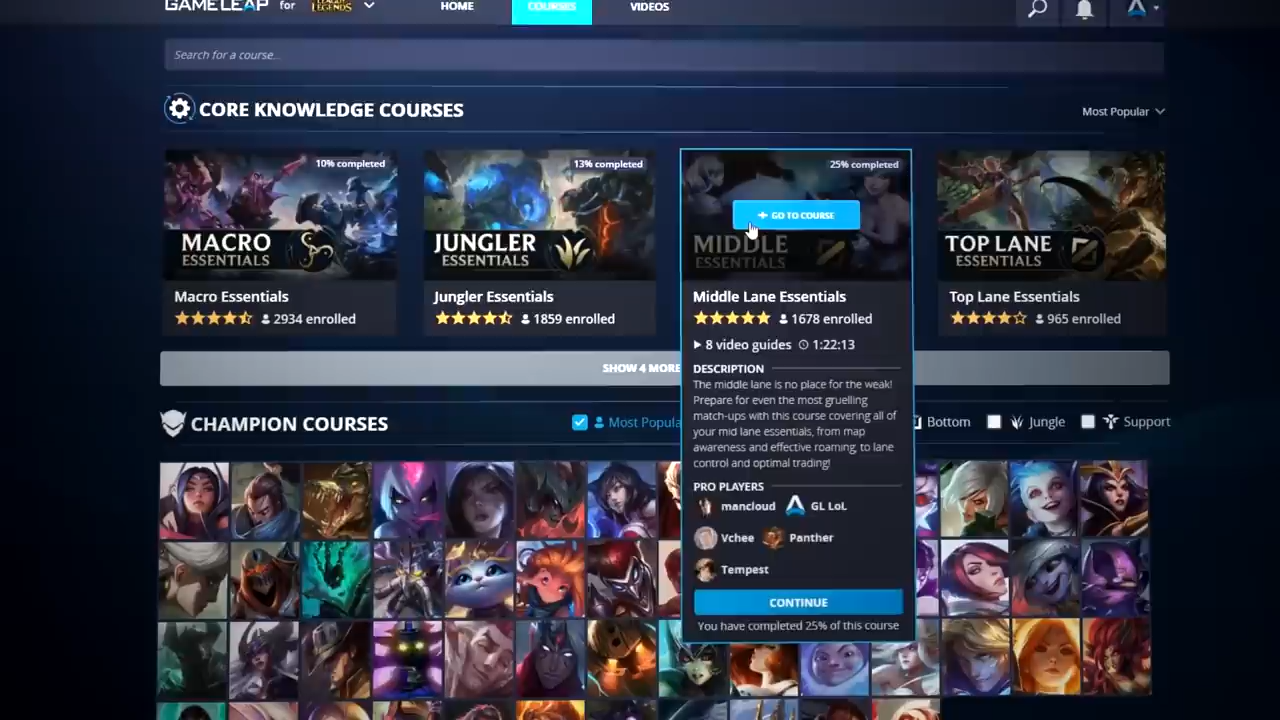 GAMELEAP for LEAGUE LEGENDS
HOME
COURSES
VIDEOS
Search for a course...
CORE KNOWLEDGE COURSES
Most Popular
10% completed
MACRO
ESSENTIALS
Macro Essentials
2934 enrolled
13% completed
JUNGLER
ESSENTIALS
Jungler Essentials
1859 enrolled
25% completed
GO TO COURSE
MIDDLE
ESSENTIALS
Middle Lane Essentials
1678 enrolled
8 video guides 1:22:13
DESCRIPTION
The middle lane is no place for the weak!
Prepare for even the most gruelling
match-ups with this course covering all of
your mid lane essentials, from map
awareness and effective roaming, to lane
control and optimal trading!
PRO PLAYERS
mancloud GL LoL
Vchee Panther
Tempest
CONTINUE
You have completed 25% of this course
TOP LANE
ESSENTIALS
Top Lane Essentials
965 enrolled
SHOW 4 MORE
CHAMPION COURSES
Most Popula
Bottom
Jungle
Support